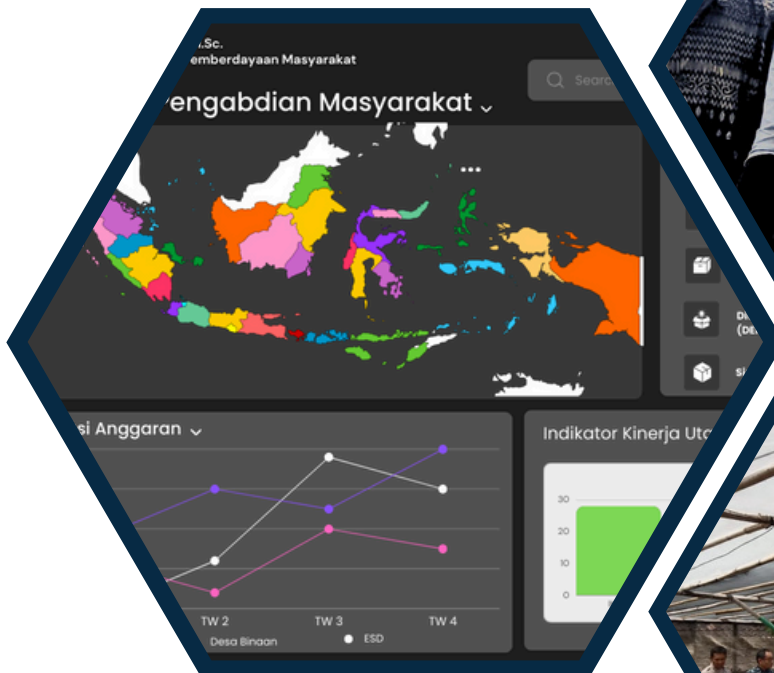 .Sc.
emberdayaan Masyarakat
engabdian Masyarakat
Searc
si Anggaran
TW 2
TW 3
TW 4
Desa Binaan
ESD
Indikator Kinerja Uta
30
20
10
0